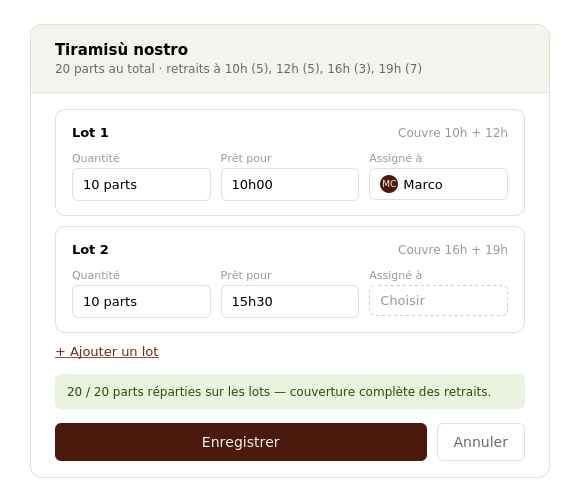 Tiramisù nostro
20 parts au total · retraits à 10h (5), 12h (5), 16h (3), 19h (7)
Lot 1 Couvre 10h + 12h
Quantité Prêt pour Assigné à
10 parts 10h00 MC Marco
Lot 2 Couvre 16h + 19h
Quantité Prêt pour Assigné à
10 parts 15h30 Choisir
+ Ajouter un lot
20 / 20 parts réparties sur les lots — couverture complète des retraits.
Enregistrer Annuler